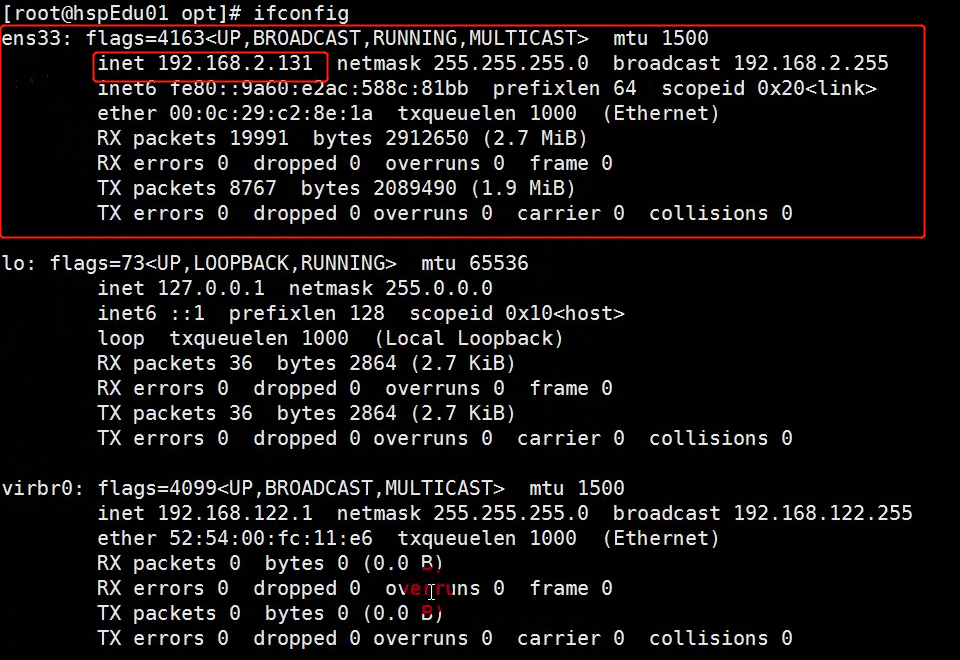 [root@hspEdu01 opt]# ifconfig
ens33: flags=4163<UP,BROADCAST,RUNNING,MULTICAST>  mtu 1500
inet 192.168.2.131  netmask 255.255.255.0  broadcast 192.168.2.255
inet6 fe80::9a60:e2ac:588c:81bb  prefixlen 64  scopeid 0x20<link>
ether 00:0c:29:c2:8e:1a  txqueuelen 1000  (Ethernet)
RX packets 19991  bytes 2912650 (2.7 MiB)
RX errors 0  dropped 0  overruns 0  frame 0
TX packets 8767  bytes 2089490 (1.9 MiB)
TX errors 0  dropped 0 overruns 0  carrier 0  collisions 0
lo: flags=73<UP,LOOPBACK,RUNNING>  mtu 65536
inet 127.0.0.1  netmask 255.0.0.0
inet6 ::1  prefixlen 128  scopeid 0x10<host>
loop  txqueuelen 1000  (Local Loopback)
RX packets 36  bytes 2864 (2.7 KiB)
RX errors 0  dropped 0  overruns 0  frame 0
TX packets 36  bytes 2864 (2.7 KiB)
TX errors 0  dropped 0 overruns 0  carrier 0  collisions 0
virbr0: flags=4099<UP,BROADCAST,MULTICAST>  mtu 1500
inet 192.168.122.1  netmask 255.255.255.0  broadcast 192.168.122.255
ether 52:54:00:fc:11:e6  txqueuelen 1000  (Ethernet)
RX packets 0  bytes 0 (0.0 B)
RX errors 0  dropped 0  overruns 0  frame 0
TX packets 0  bytes 0 (0.0 B)
TX errors 0  dropped 0 overruns 0  carrier 0  collisions 0